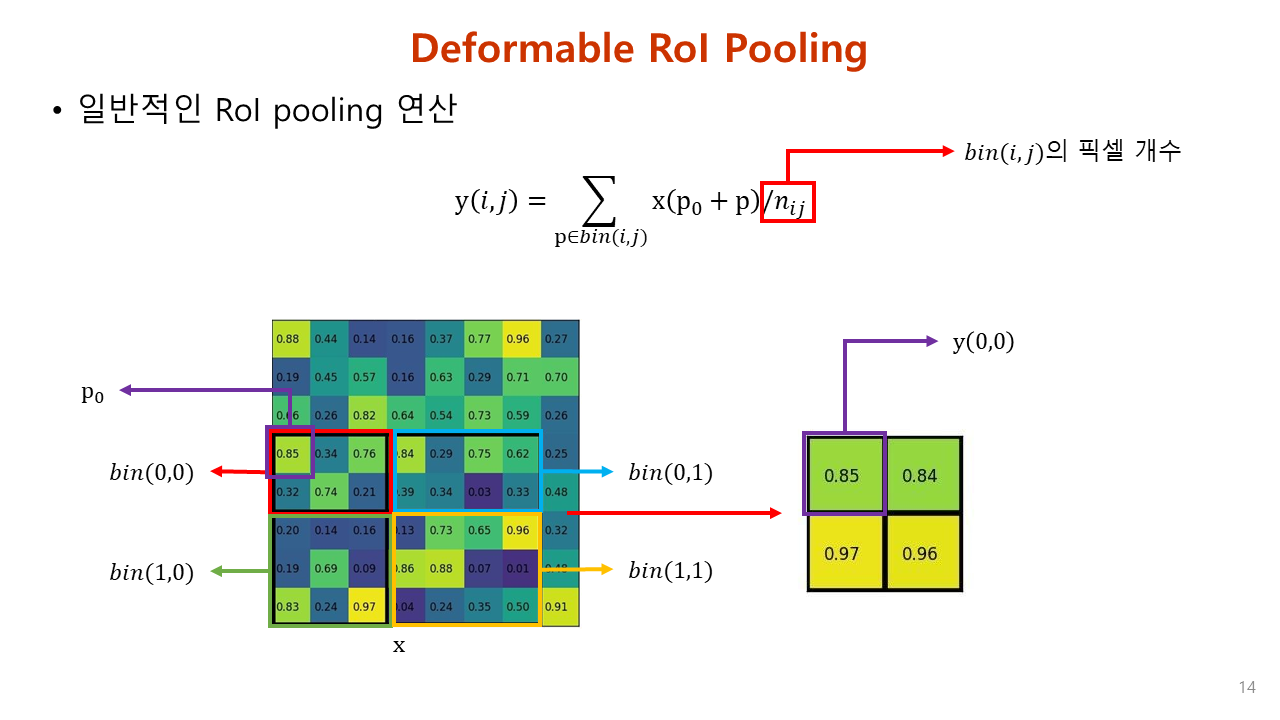 Deformable RoI Pooling
• 일반적인 RoI pooling 연산
bin(i,j)의 픽셀 개수
y(i,j) = ∑ x(p₀ + p)/nᵢⱼ
p∈bin(i,j)
0.88 0.44 0.14 0.16 0.37 0.77 0.96 0.27
0.19 0.45 0.57 0.16 0.63 0.29 0.71 0.70
0.66 0.26 0.82 0.64 0.54 0.73 0.59 0.26
0.85 0.34 0.76 0.84 0.29 0.75 0.62 0.25
0.32 0.74 0.21 0.39 0.34 0.03 0.33 0.48
0.20 0.14 0.16 0.13 0.73 0.65 0.96 0.32
0.19 0.69 0.09 0.86 0.88 0.07 0.01 0.48
0.83 0.24 0.97 0.04 0.24 0.35 0.50 0.91
p₀
bin(0,0)
bin(1,0)
bin(0,1)
bin(1,1)
x
y(0,0)
0.85 0.84
0.97 0.96
14